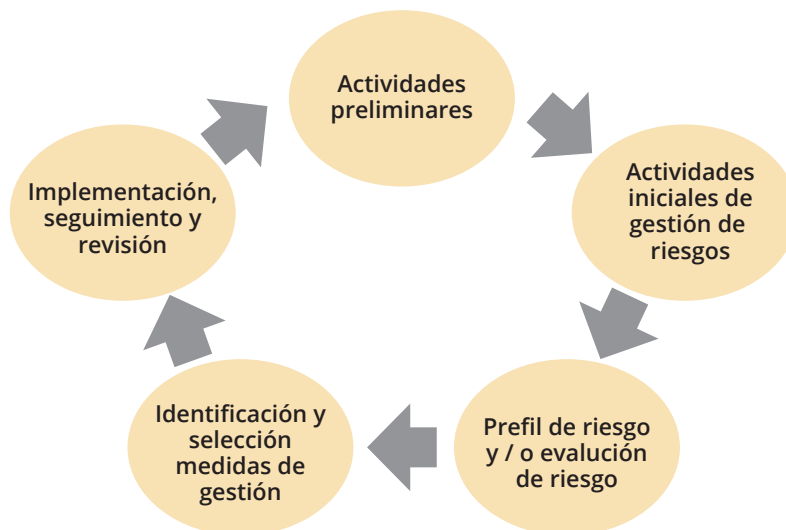 Actividades
preliminares
Actividades
iniciales de
gestión de
riesgos
Prefil de riesgo
y / o evalución
de riesgo
Identificación y
selección
medidas de
gestión
Implementación,
seguimiento y
revisión